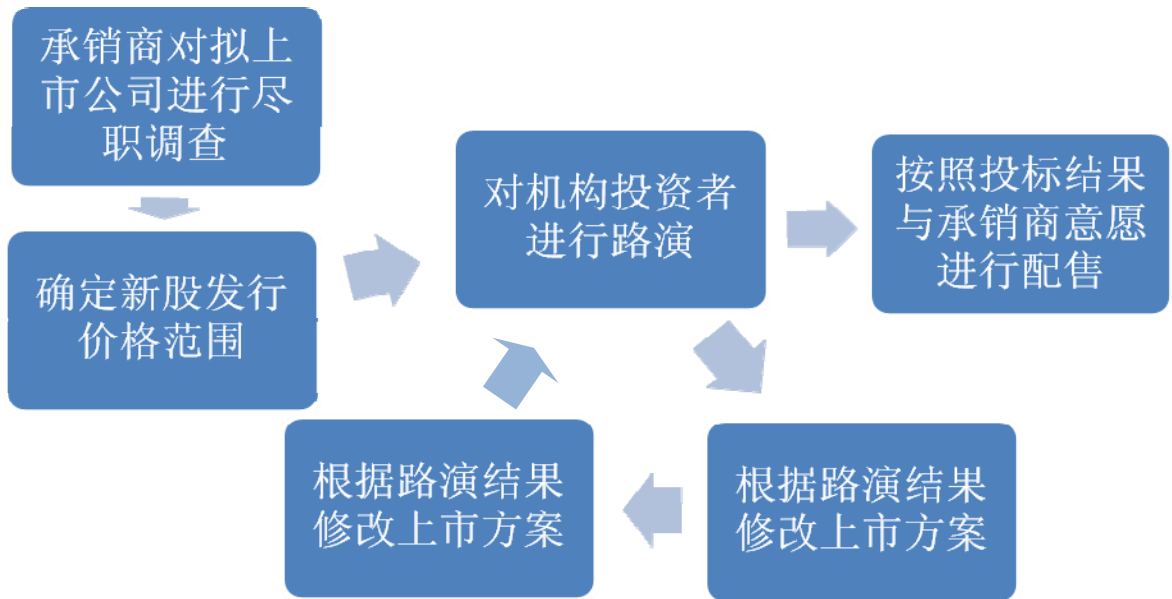 承销商对拟上
市公司进行尽
职调查
确定新股发行
价格范围
对机构投资者
进行路演
按照投标结果
与承销商意愿
进行配售
根据路演结果
修改上市方案
根据路演结果
修改上市方案